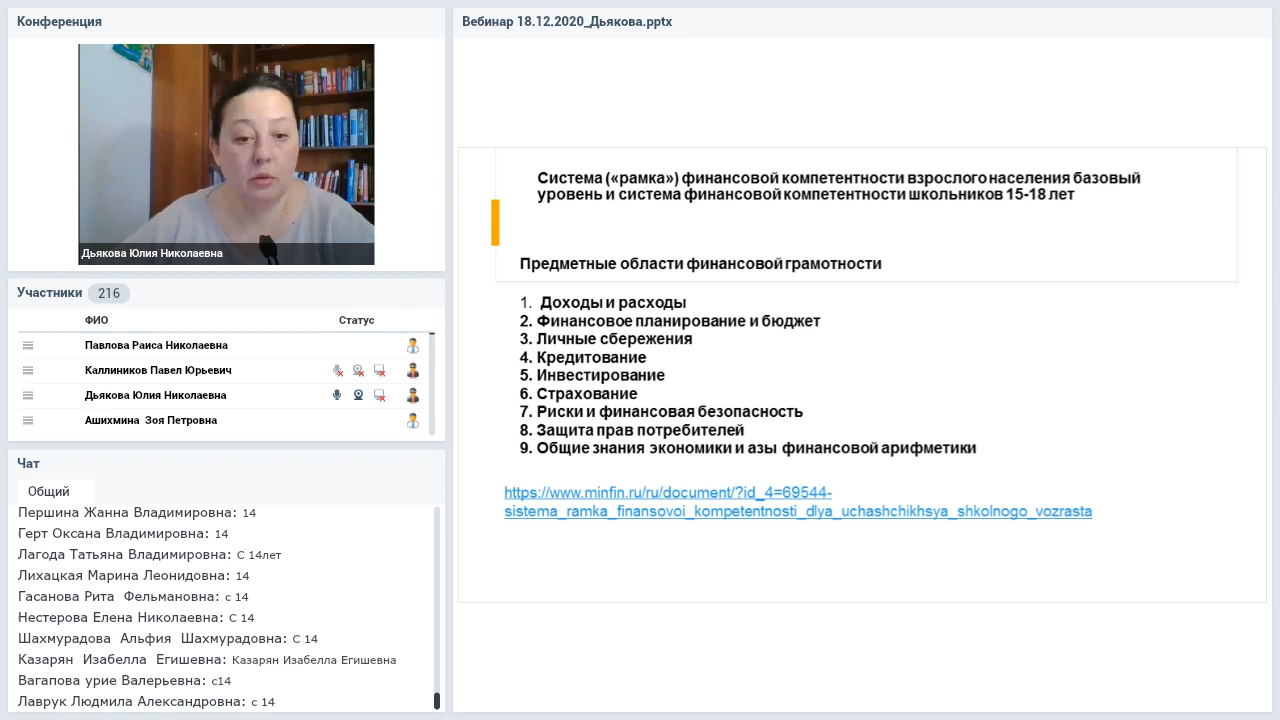 Конференция
Дьякова Юлия Николаевна
Участники 216
ФИО Статус
Павлова Раиса Николаевна
Каллиников Павел Юрьевич
Дьякова Юлия Николаевна
Ашихмина Зоя Петровна
Чат
Общий
Першина Жанна Владимировна: 14
Герт Оксана Владимировна: 14
Лагода Татьяна Владимировна: С 14лет
Лихацкая Марина Леонидовна: 14
Гасанова Рита Фельмановна: с 14
Нестерова Елена Николаевна: С 14
Шахмурадова Альфия Шахмурадовна: С 14
Казарян Изабелла Егишевна: Казарян Изабелла Егишевна
Вагапова урие Валерьевна: с14
Лаврук Людмила Александровна: с 14
Вебинар 18.12.2020_Дьякова.pptx
Система («рамка») финансовой компетентности взрослого населения базовый
уровень и система финансовой компетентности школьников 15-18 лет
Предметные области финансовой грамотности
1. Доходы и расходы
2. Финансовое планирование и бюджет
3. Личные сбережения
4. Кредитование
5. Инвестирование
6. Страхование
7. Риски и финансовая безопасность
8. Защита прав потребителей
9. Общие знания экономики и азы финансовой арифметики
https://www.minfin.ru/ru/document/?id_4=69544-
sistema_ramka_finansovoi_kompetentnosti_dlya_uchashchikhsya_shkolnogo_vozrasta